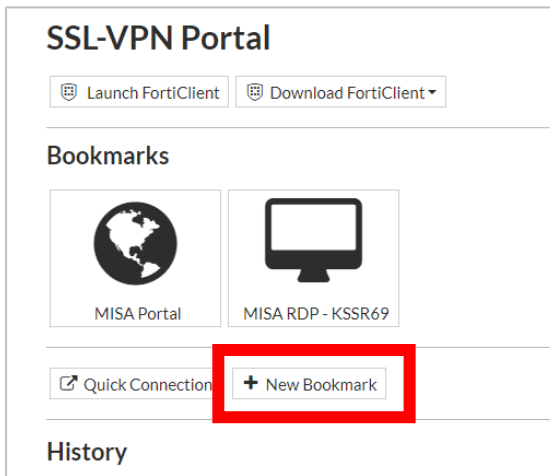 SSL-VPN Portal
Launch FortiClient
Download FortiClient
Bookmarks
MISA Portal
MISA RDP - KSSR69
Quick Connection
+ New Bookmark
History